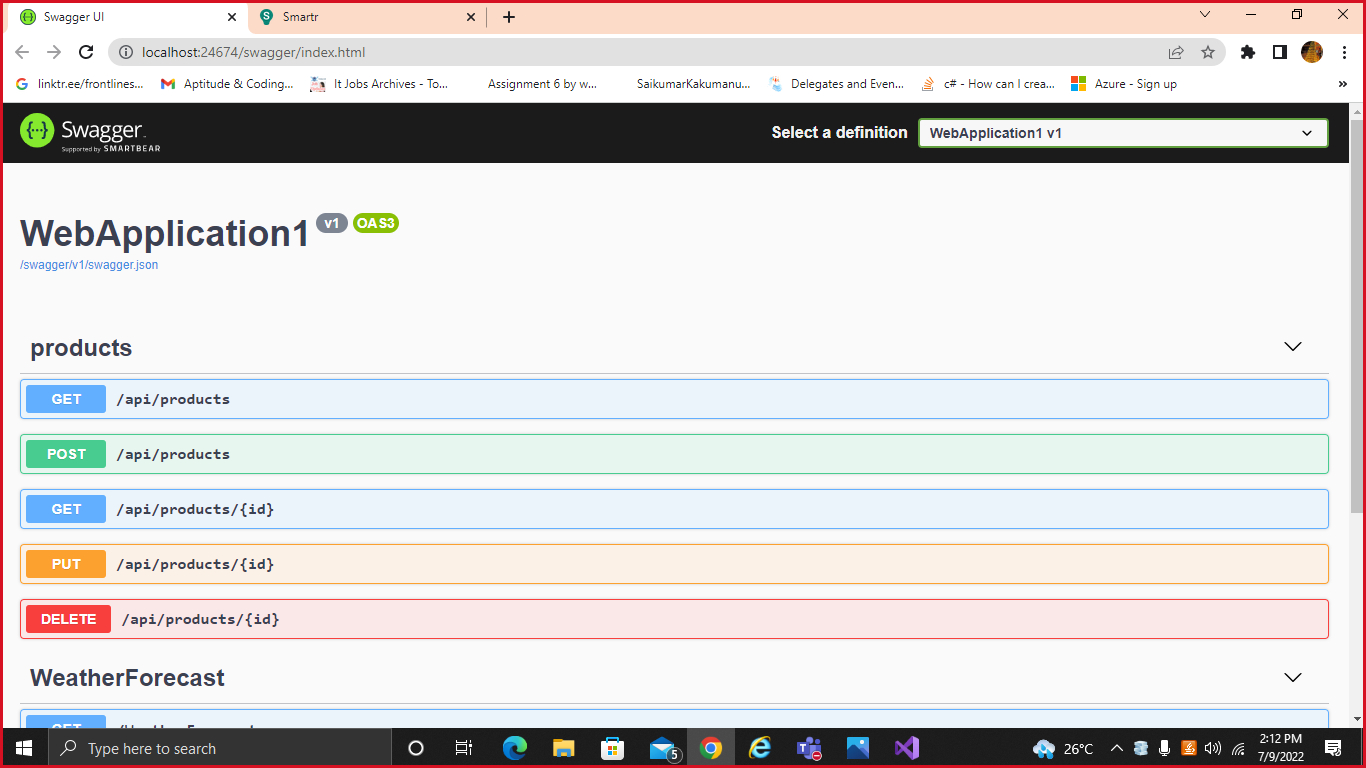 Swagger UI
Smartr
localhost:24674/swagger/index.html
linktr.ee/frontlines...
Aptitude & Coding...
It Jobs Archives - To...
Assignment 6 by w...
SaikumarKakumanu...
Delegates and Even...
c# - How can I crea...
Azure - Sign up
»
{··}
Swagger
Supported by SMARTBEAR
Select a definition
WebApplication1 v1
WebApplication1 v1 OAS3
/swagger/v1/swagger.json
products
GET /api/products
POST /api/products
GET /api/products/{id}
PUT /api/products/{id}
DELETE /api/products/{id}
WeatherForecast
GET
Type here to search
5
26°C
2:12 PM
7/9/2022